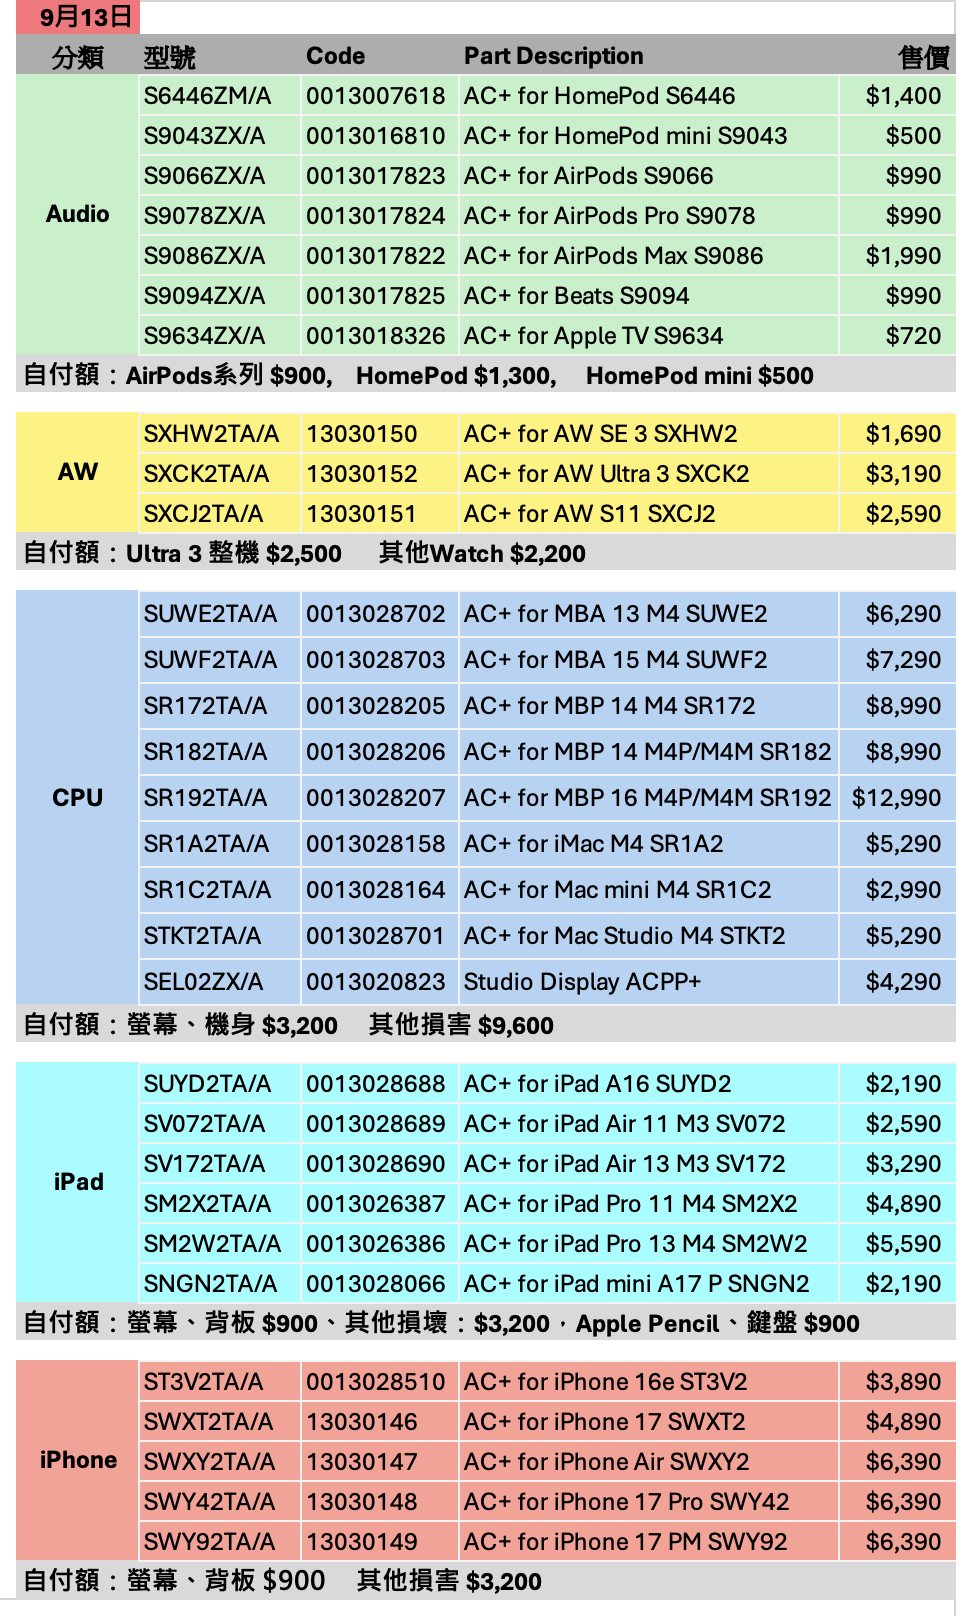 9月13日
分類 型號 Code Part Description 售價
S6446ZM/A 0013007618 AC+ for HomePod S6446 $1,400
S9043ZX/A 0013016810 AC+ for HomePod mini S9043 $500
S9066ZX/A 0013017823 AC+ for AirPods S9066 $990
Audio S9078ZX/A 0013017824 AC+ for AirPods Pro S9078 $990
S9086ZX/A 0013017822 AC+ for AirPods Max S9086 $1,990
S9094ZX/A 0013017825 AC+ for Beats S9094 $990
S9634ZX/A 0013018326 AC+ for Apple TV S9634 $720
自付額：AirPods系列 $900, HomePod $1,300, HomePod mini $500
SXHW2TA/A 13030150 AC+ for AW SE 3 SXHW2 $1,690
AW SXCK2TA/A 13030152 AC+ for AW Ultra 3 SXCK2 $3,190
SXCJ2TA/A 13030151 AC+ for AW S11 SXCJ2 $2,590
自付額：Ultra 3 整機 $2,500 其他Watch $2,200
SUWE2TA/A 0013028702 AC+ for MBA 13 M4 SUWE2 $6,290
SUWF2TA/A 0013028703 AC+ for MBA 15 M4 SUWF2 $7,290
SR172TA/A 0013028205 AC+ for MBP 14 M4 SR172 $8,990
SR182TA/A 0013028206 AC+ for MBP 14 M4P/M4M SR182 $8,990
CPU SR192TA/A 0013028207 AC+ for MBP 16 M4P/M4M SR192 $12,990
SR1A2TA/A 0013028158 AC+ for iMac M4 SR1A2 $5,290
SR1C2TA/A 0013028164 AC+ for Mac mini M4 SR1C2 $2,990
STKT2TA/A 0013028701 AC+ for Mac Studio M4 STKT2 $5,290
SEL02ZX/A 0013020823 Studio Display ACPP+ $4,290
自付額：螢幕、機身 $3,200 其他損害 $9,600
SUYD2TA/A 0013028688 AC+ for iPad A16 SUYD2 $2,190
SV072TA/A 0013028689 AC+ for iPad Air 11 M3 SV072 $2,590
SV172TA/A 0013028690 AC+ for iPad Air 13 M3 SV172 $3,290
iPad SM2X2TA/A 0013026387 AC+ for iPad Pro 11 M4 SM2X2 $4,890
SM2W2TA/A 0013026386 AC+ for iPad Pro 13 M4 SM2W2 $5,590
SNGN2TA/A 0013028066 AC+ for iPad mini A17 P SNGN2 $2,190
自付額：螢幕、背板 $900、其他損壞：$3,200，Apple Pencil、鍵盤 $900
ST3V2TA/A 0013028510 AC+ for iPhone 16e ST3V2 $3,890
SWXT2TA/A 13030146 AC+ for iPhone 17 SWXT2 $4,890
iPhone SWXY2TA/A 13030147 AC+ for iPhone Air SWXY2 $6,390
SWY42TA/A 13030148 AC+ for iPhone 17 Pro SWY42 $6,390
SWY92TA/A 13030149 AC+ for iPhone 17 PM SWY92 $6,390
自付額：螢幕、背板 $900 其他損害 $3,200